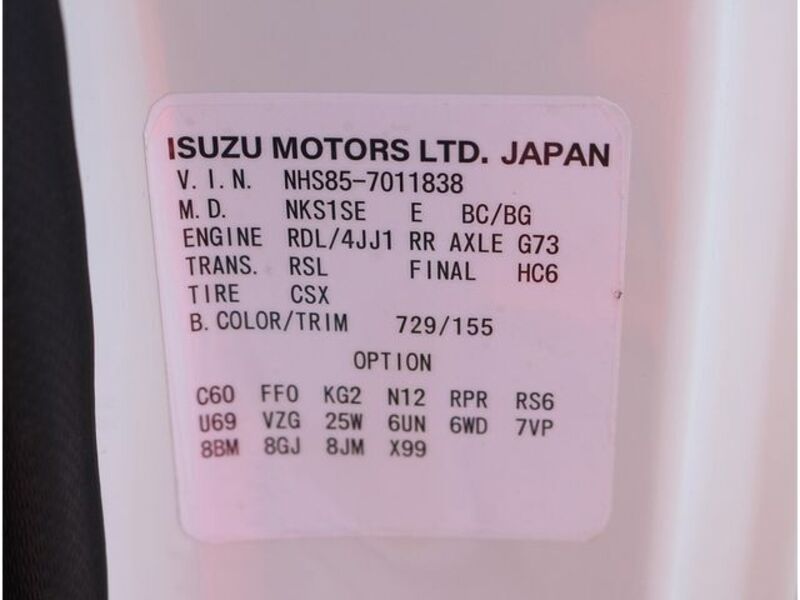 ISUZU MOTORS LTD. JAPAN
V.I.N. NHS85-7011838
M.D. NKS1SE E BC/BG
ENGINE RDL/4JJ1 RR AXLE G73
TRANS. RSL FINAL HC6
TIRE CSX
B. COLOR/TRIM 729/155
OPTION
C60 FF0 KG2 N12 RPR RS6
U69 VZG 25W 6UN 6WD 7VP
8BM 8GJ 8JM X99